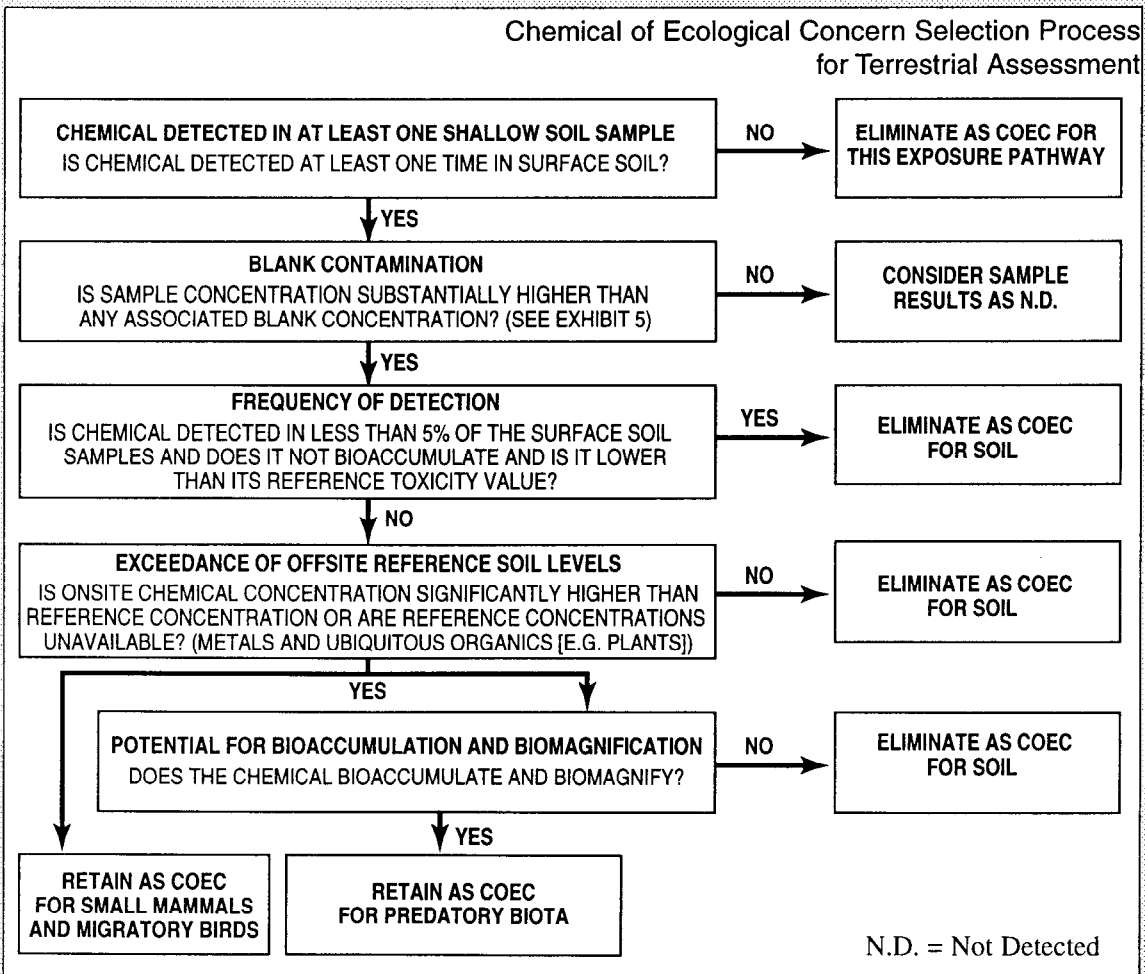 Chemical of Ecological Concern Selection Process
for Terrestrial Assessment
CHEMICAL DETECTED IN AT LEAST ONE SHALLOW SOIL SAMPLE
IS CHEMICAL DETECTED AT LEAST ONE TIME IN SURFACE SOIL?
NO
ELIMINATE AS COEC FOR
THIS EXPOSURE PATHWAY
YES
BLANK CONTAMINATION
IS SAMPLE CONCENTRATION SUBSTANTIALLY HIGHER THAN
ANY ASSOCIATED BLANK CONCENTRATION? (SEE EXHIBIT 5)
NO
CONSIDER SAMPLE
RESULTS AS N.D.
YES
FREQUENCY OF DETECTION
IS CHEMICAL DETECTED IN LESS THAN 5% OF THE SURFACE SOIL
SAMPLES AND DOES IT NOT BIOACCUMULATE AND IS IT LOWER
THAN ITS REFERENCE TOXICITY VALUE?
YES
ELIMINATE AS COEC
FOR SOIL
NO
EXCEEDANCE OF OFFSITE REFERENCE SOIL LEVELS
IS ONSITE CHEMICAL CONCENTRATION SIGNIFICANTLY HIGHER THAN
REFERENCE CONCENTRATION OR ARE REFERENCE CONCENTRATIONS
UNAVAILABLE? (METALS AND UBIQUITOUS ORGANICS [E.G. PLANTS])
NO
ELIMINATE AS COEC
FOR SOIL
YES
POTENTIAL FOR BIOACCUMULATION AND BIOMAGNIFICATION
DOES THE CHEMICAL BIOACCUMULATE AND BIOMAGNIFY?
NO
ELIMINATE AS COEC
FOR SOIL
YES
RETAIN AS COEC
FOR SMALL MAMMALS
AND MIGRATORY BIRDS
RETAIN AS COEC
FOR PREDATORY BIOTA
N.D. = Not Detected